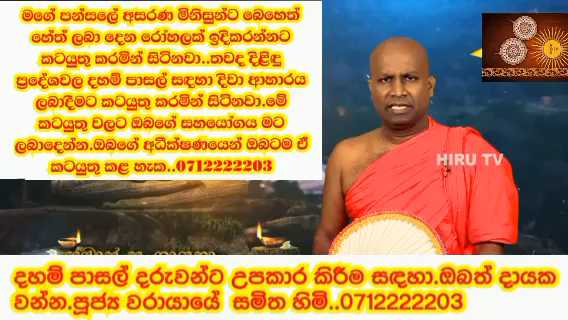 මගේ පන්සලේ අසරණ මිනිසුන්ට බෙහෙත්
හේත් ලබා දෙන රෝහලක් ඉදිකරන්නට
කටයුතු කරමින් සිටිනවා..තවද දිළිඳු
ප්‍රදේශවල දහම් පාසල් සඳහා දිවා ආහාරය
ලබාදීමට කටයුතු කරමින් සිටිනවා.මේ
කටයුතු වලට ඔබගේ සහයෝගය මට
ලබාදෙන්න.ඔබගේ අධීක්ෂණයෙන් ඔබටම ඒ
කටයුතු කළ හැක..0712222203
HIRU TV
දහම් පාසල් දරුවන්ට උපකාර කිරීම සඳහා.ඔබත් දායක
වන්න.පූජ්‍ය වරායායේ සමිත හිමි..0712222203